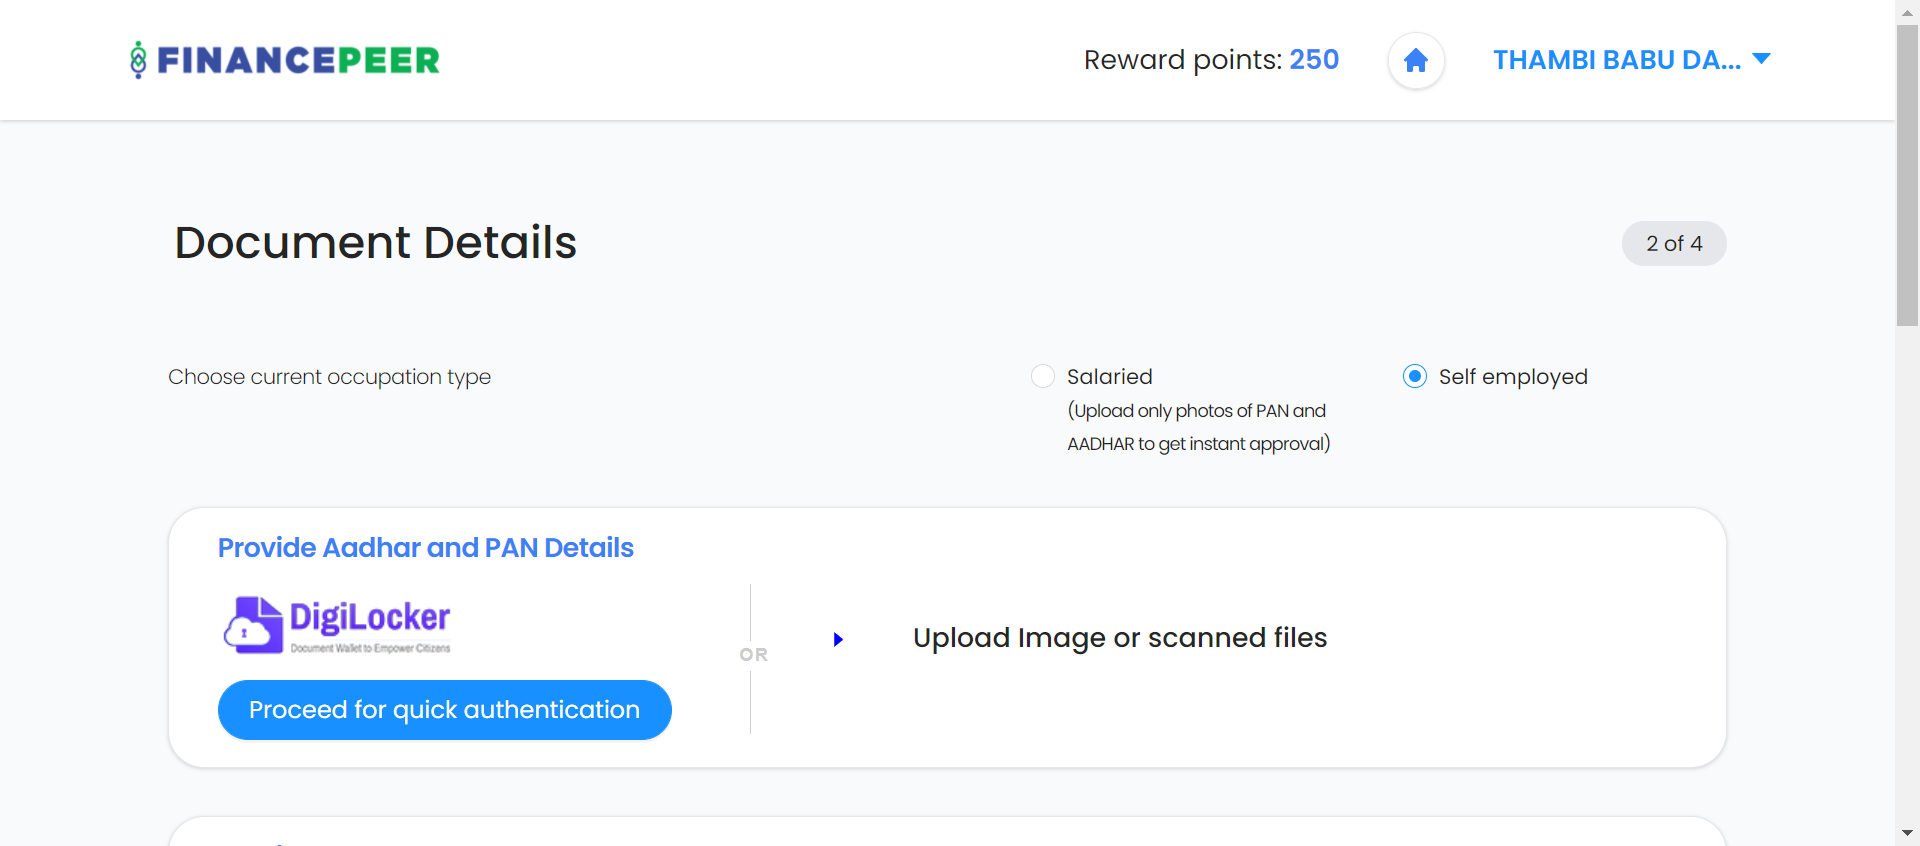 FINANCEPEER
Reward points: 250
THAMBI BABU DA...
Document Details
2 of 4
Choose current occupation type
Salaried
(Upload only photos of PAN and
AADHAR to get instant approval)
Self employed
Provide Aadhar and PAN Details
DigiLocker
Document Wallet to Empower Citizens
Proceed for quick authentication
OR
Upload Image or scanned files